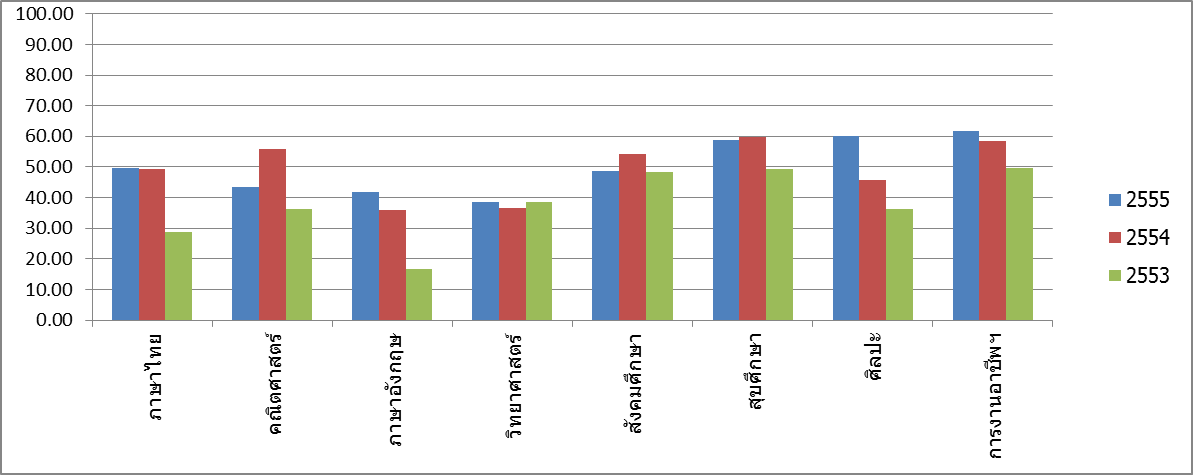 100.00
90.00
80.00
70.00
60.00
50.00
40.00
30.00
20.00
10.00
0.00
ภาษาไทย
คณิตศาสตร์
ภาษาอังกฤษ
วิทยาศาสตร์
สังคมศึกษา
สุขศึกษา
ศิลปะ
การงานอาชีพฯ
2555
2554
2553